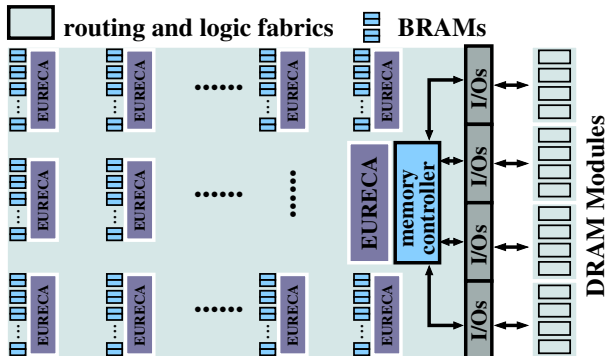 routing and logic fabrics BRAMs
EURECA EURECA EURECA EURECA I/Os
EURECA EURECA EURECA memory controller I/Os
I/Os
EURECA EURECA EURECA EURECA I/Os
DRAM Modules